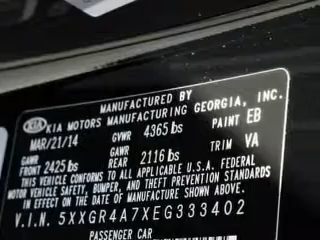 MANUFACTURED BY
KIA KIA MOTORS MANUFACTURING GEORGIA, INC.
MAR/21/14 GVWR 4365 lbs PAINT EB
GAWR FRONT 2425 lbs GAWR REAR 2116 lbs TRIM VA
THIS VEHICLE CONFORMS TO ALL APPLICABLE U.S.A. FEDERAL
MOTOR VEHICLE SAFETY, BUMPER, AND THEFT PREVENTION STANDARDS
IN EFFECT ON THE DATE OF MANUFACTURE SHOWN ABOVE.
V.I.N. 5XXGR4A7XEG333402
PASSENGER CAR